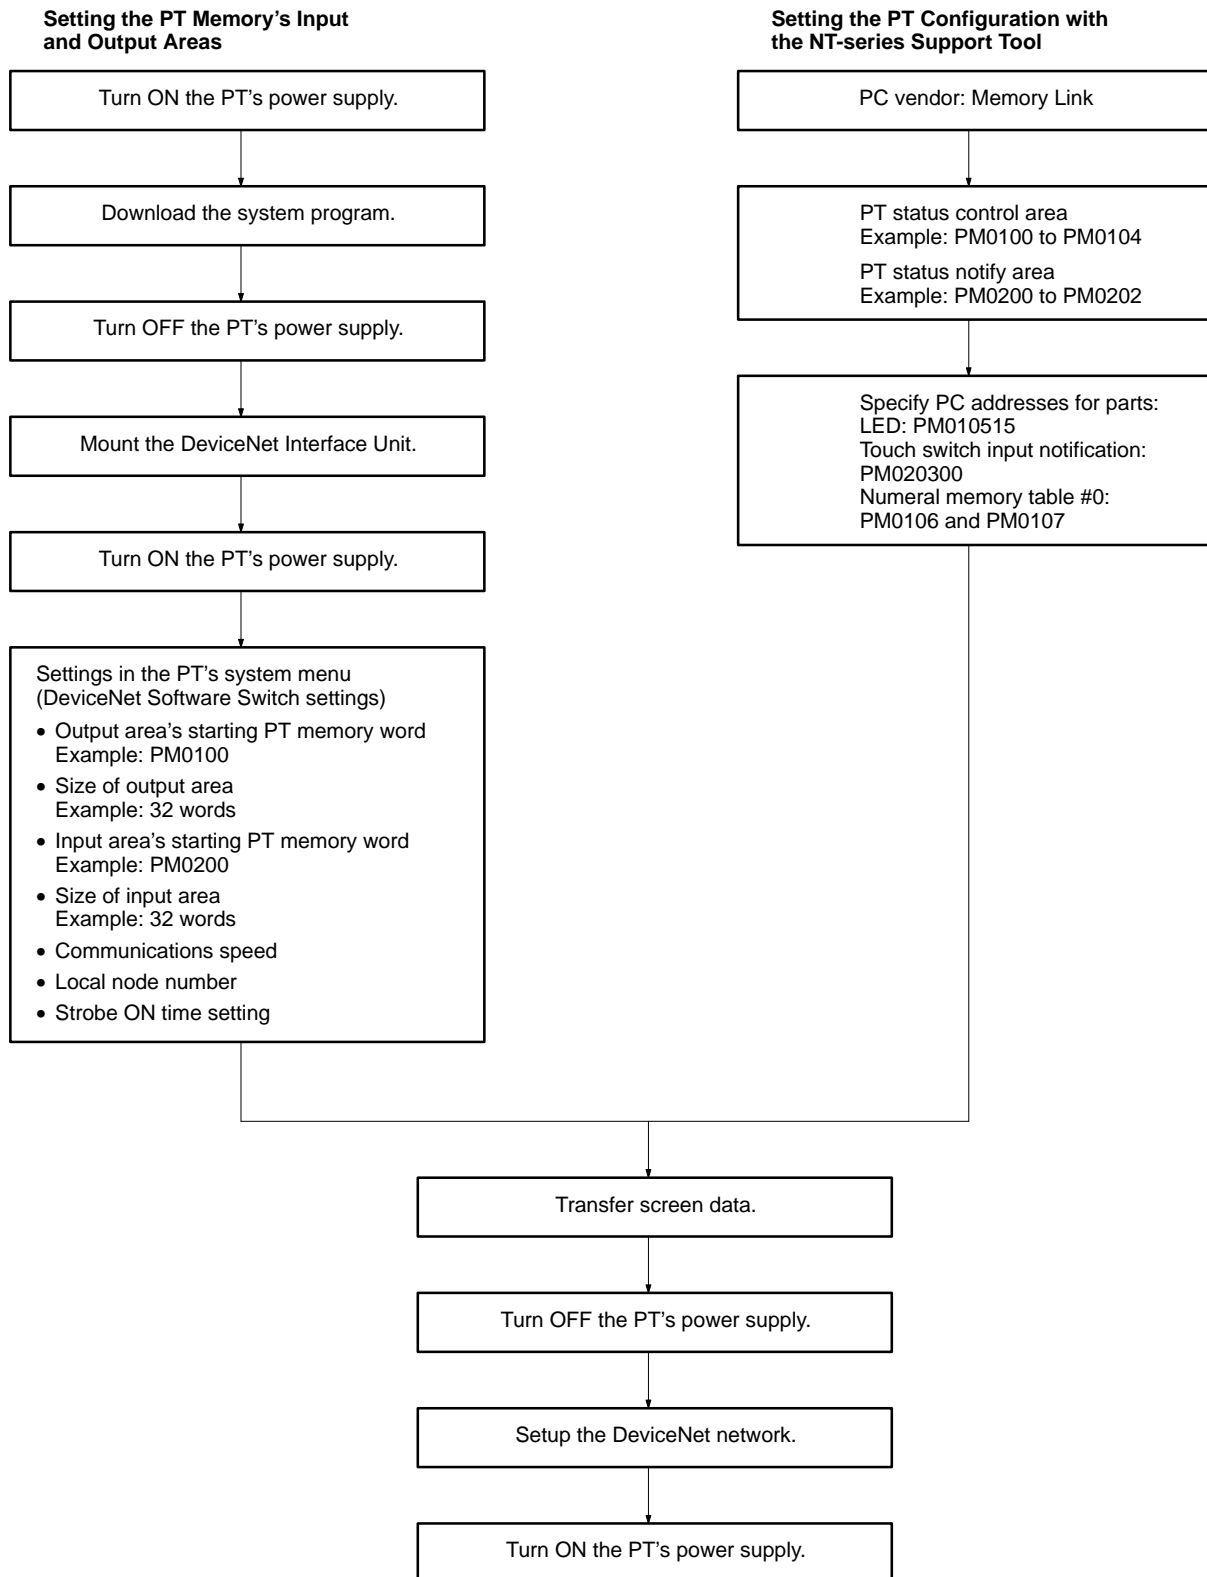 Setting the PT Memory's Input
and Output Areas
Turn ON the PT's power supply.
Download the system program.
Turn OFF the PT's power supply.
Mount the DeviceNet Interface Unit.
Turn ON the PT's power supply.
Settings in the PT's system menu
(DeviceNet Software Switch settings)
• Output area's starting PT memory word
Example: PM0100
• Size of output area
Example: 32 words
• Input area's starting PT memory word
Example: PM0200
• Size of input area
Example: 32 words
• Communications speed
• Local node number
• Strobe ON time setting
Setting the PT Configuration with
the NT-series Support Tool
PC vendor: Memory Link
PT status control area
Example: PM0100 to PM0104
PT status notify area
Example: PM0200 to PM0202
Specify PC addresses for parts:
LED: PM010515
Touch switch input notification:
PM020300
Numeral memory table #0:
PM0106 and PM0107
Transfer screen data.
Turn OFF the PT's power supply.
Setup the DeviceNet network.
Turn ON the PT's power supply.